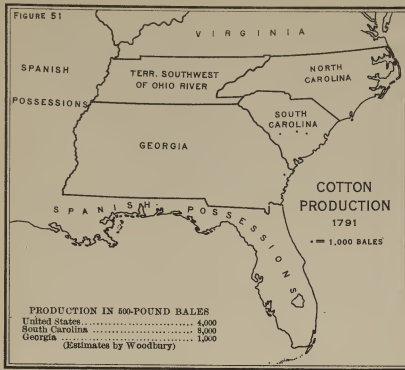 FIGURE 51
VIRGINIA
SPANISH
POSSESSIONS
TERR. SOUTHWEST
OF OHIO RIVER
NORTH
CAROLINA
SOUTH
CAROLINA
GEORGIA
COTTON
PRODUCTION
1791
• = 1,000 BALES
SPANISH POSSESSIONS
PRODUCTION IN 500-POUND BALES
United States.................. 4,000
South Carolina ................ 3,000
Georgia ....................... 1,000
(Estimates by Woodbury)